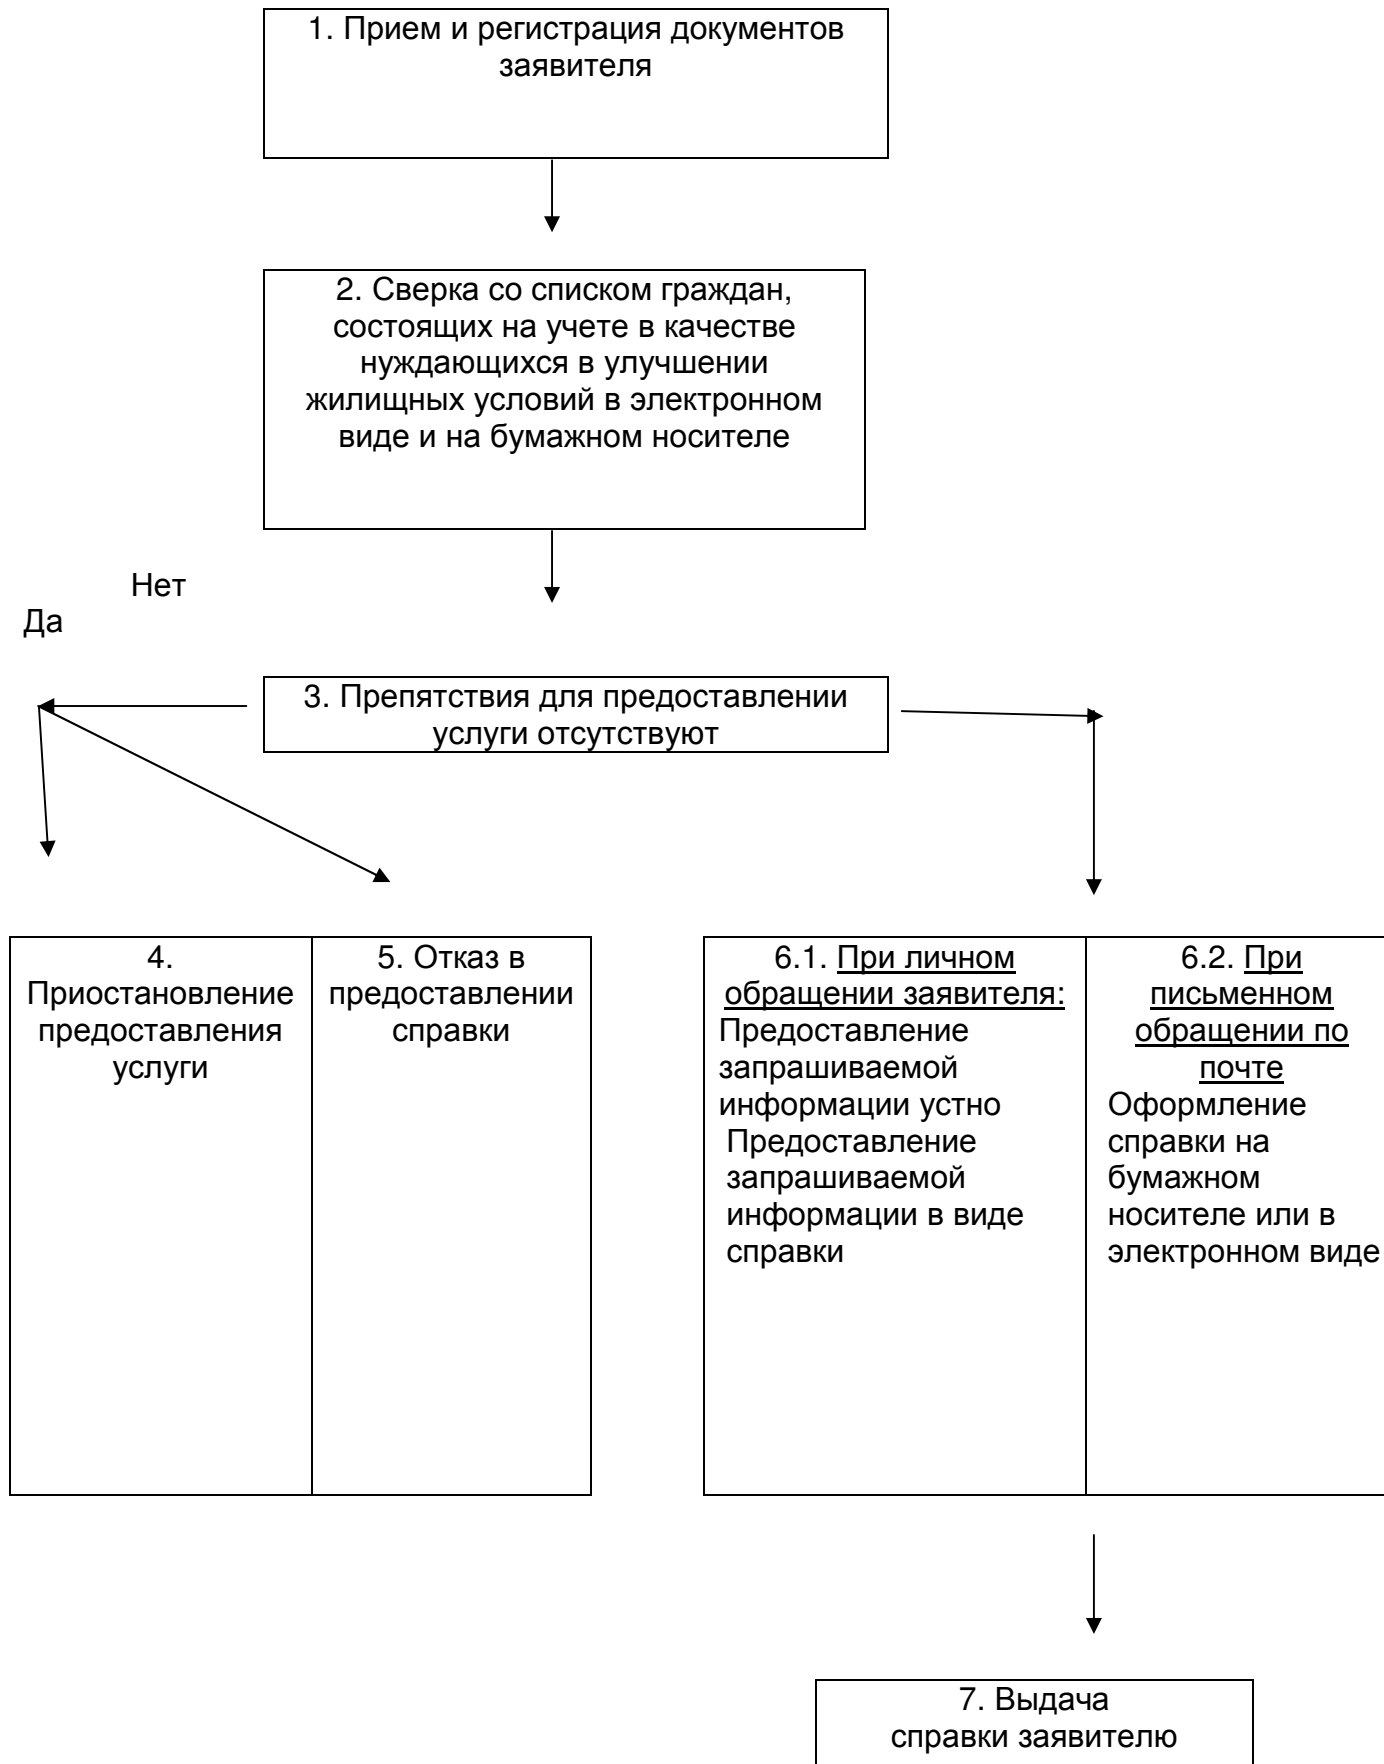 1. Прием и регистрация документов
заявителя
2. Сверка со списком граждан,
состоящих на учете в качестве
нуждающихся в улучшении
жилищных условий в электронном
виде и на бумажном носителе
Нет
Да
3. Препятствия для предоставлении
услуги отсутствуют
4.
Приостановление
предоставления
услуги
5. Отказ в
предоставлении
справки
6.1. При личном
обращении заявителя:
Предоставление
запрашиваемой
информации устно
Предоставление
запрашиваемой
информации в виде
справки
6.2. При
письменном
обращении по
почте
Оформление
справки на
бумажном
носителе или в
электронном виде
7. Выдача
справки заявителю